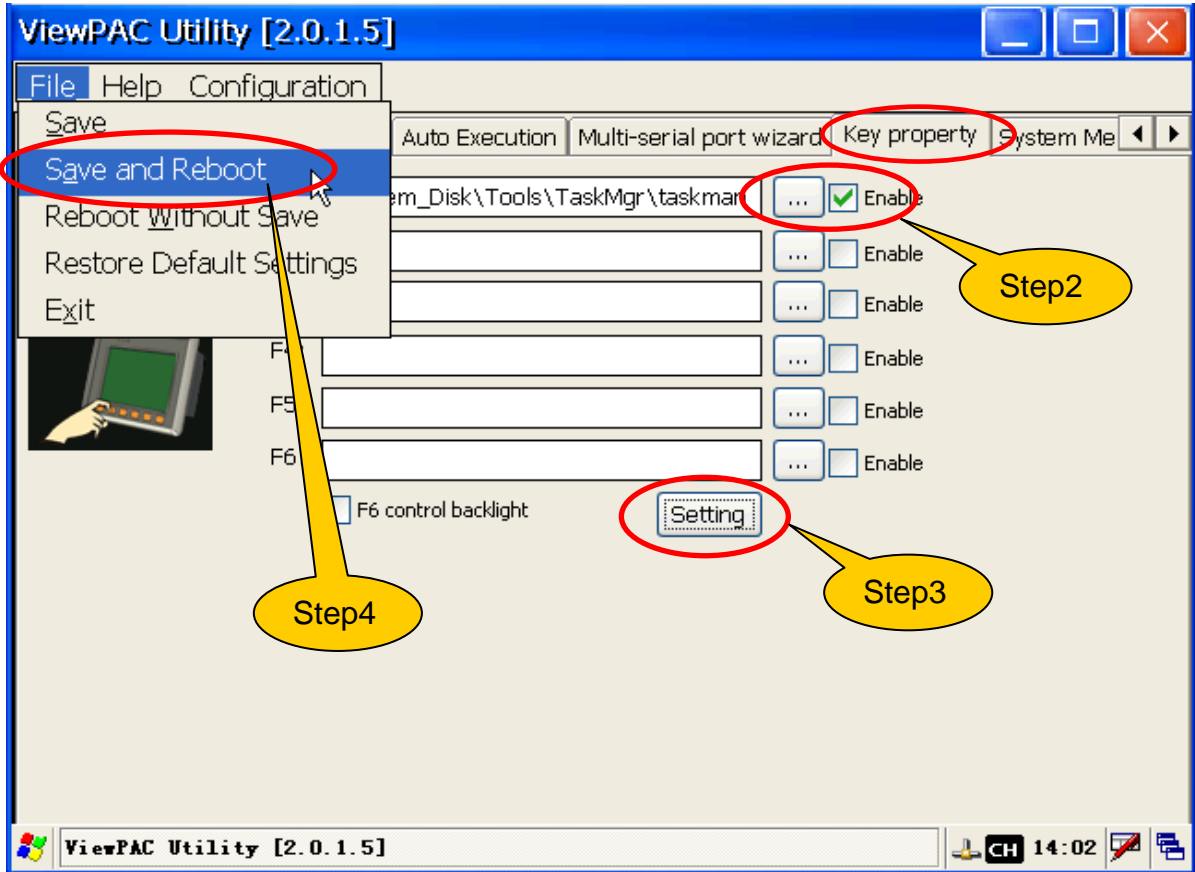 ViewPAC Utility [2.0.1.5]
File Help Configuration
Save
Save and Reboot
Reboot Without Save
Restore Default Settings
Exit
Auto Execution Multi-serial port wizard Key property System Me
em_Disk\Tools\TaskMgr\taskman ... Enable
... Enable
... Enable
Step2
F4 ... Enable
F5 ... Enable
F6 ... Enable
F6 control backlight Setting
Step3
Step4
ViewPAC Utility [2.0.1.5] CH 14:02